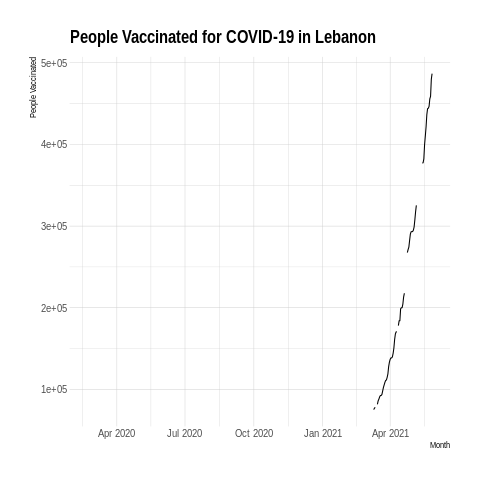 People Vaccinated for COVID-19 in Lebanon
People Vaccinated
5e+05
4e+05
3e+05
2e+05
1e+05
Apr 2020 Jul 2020 Oct 2020 Jan 2021 Apr 2021
Month